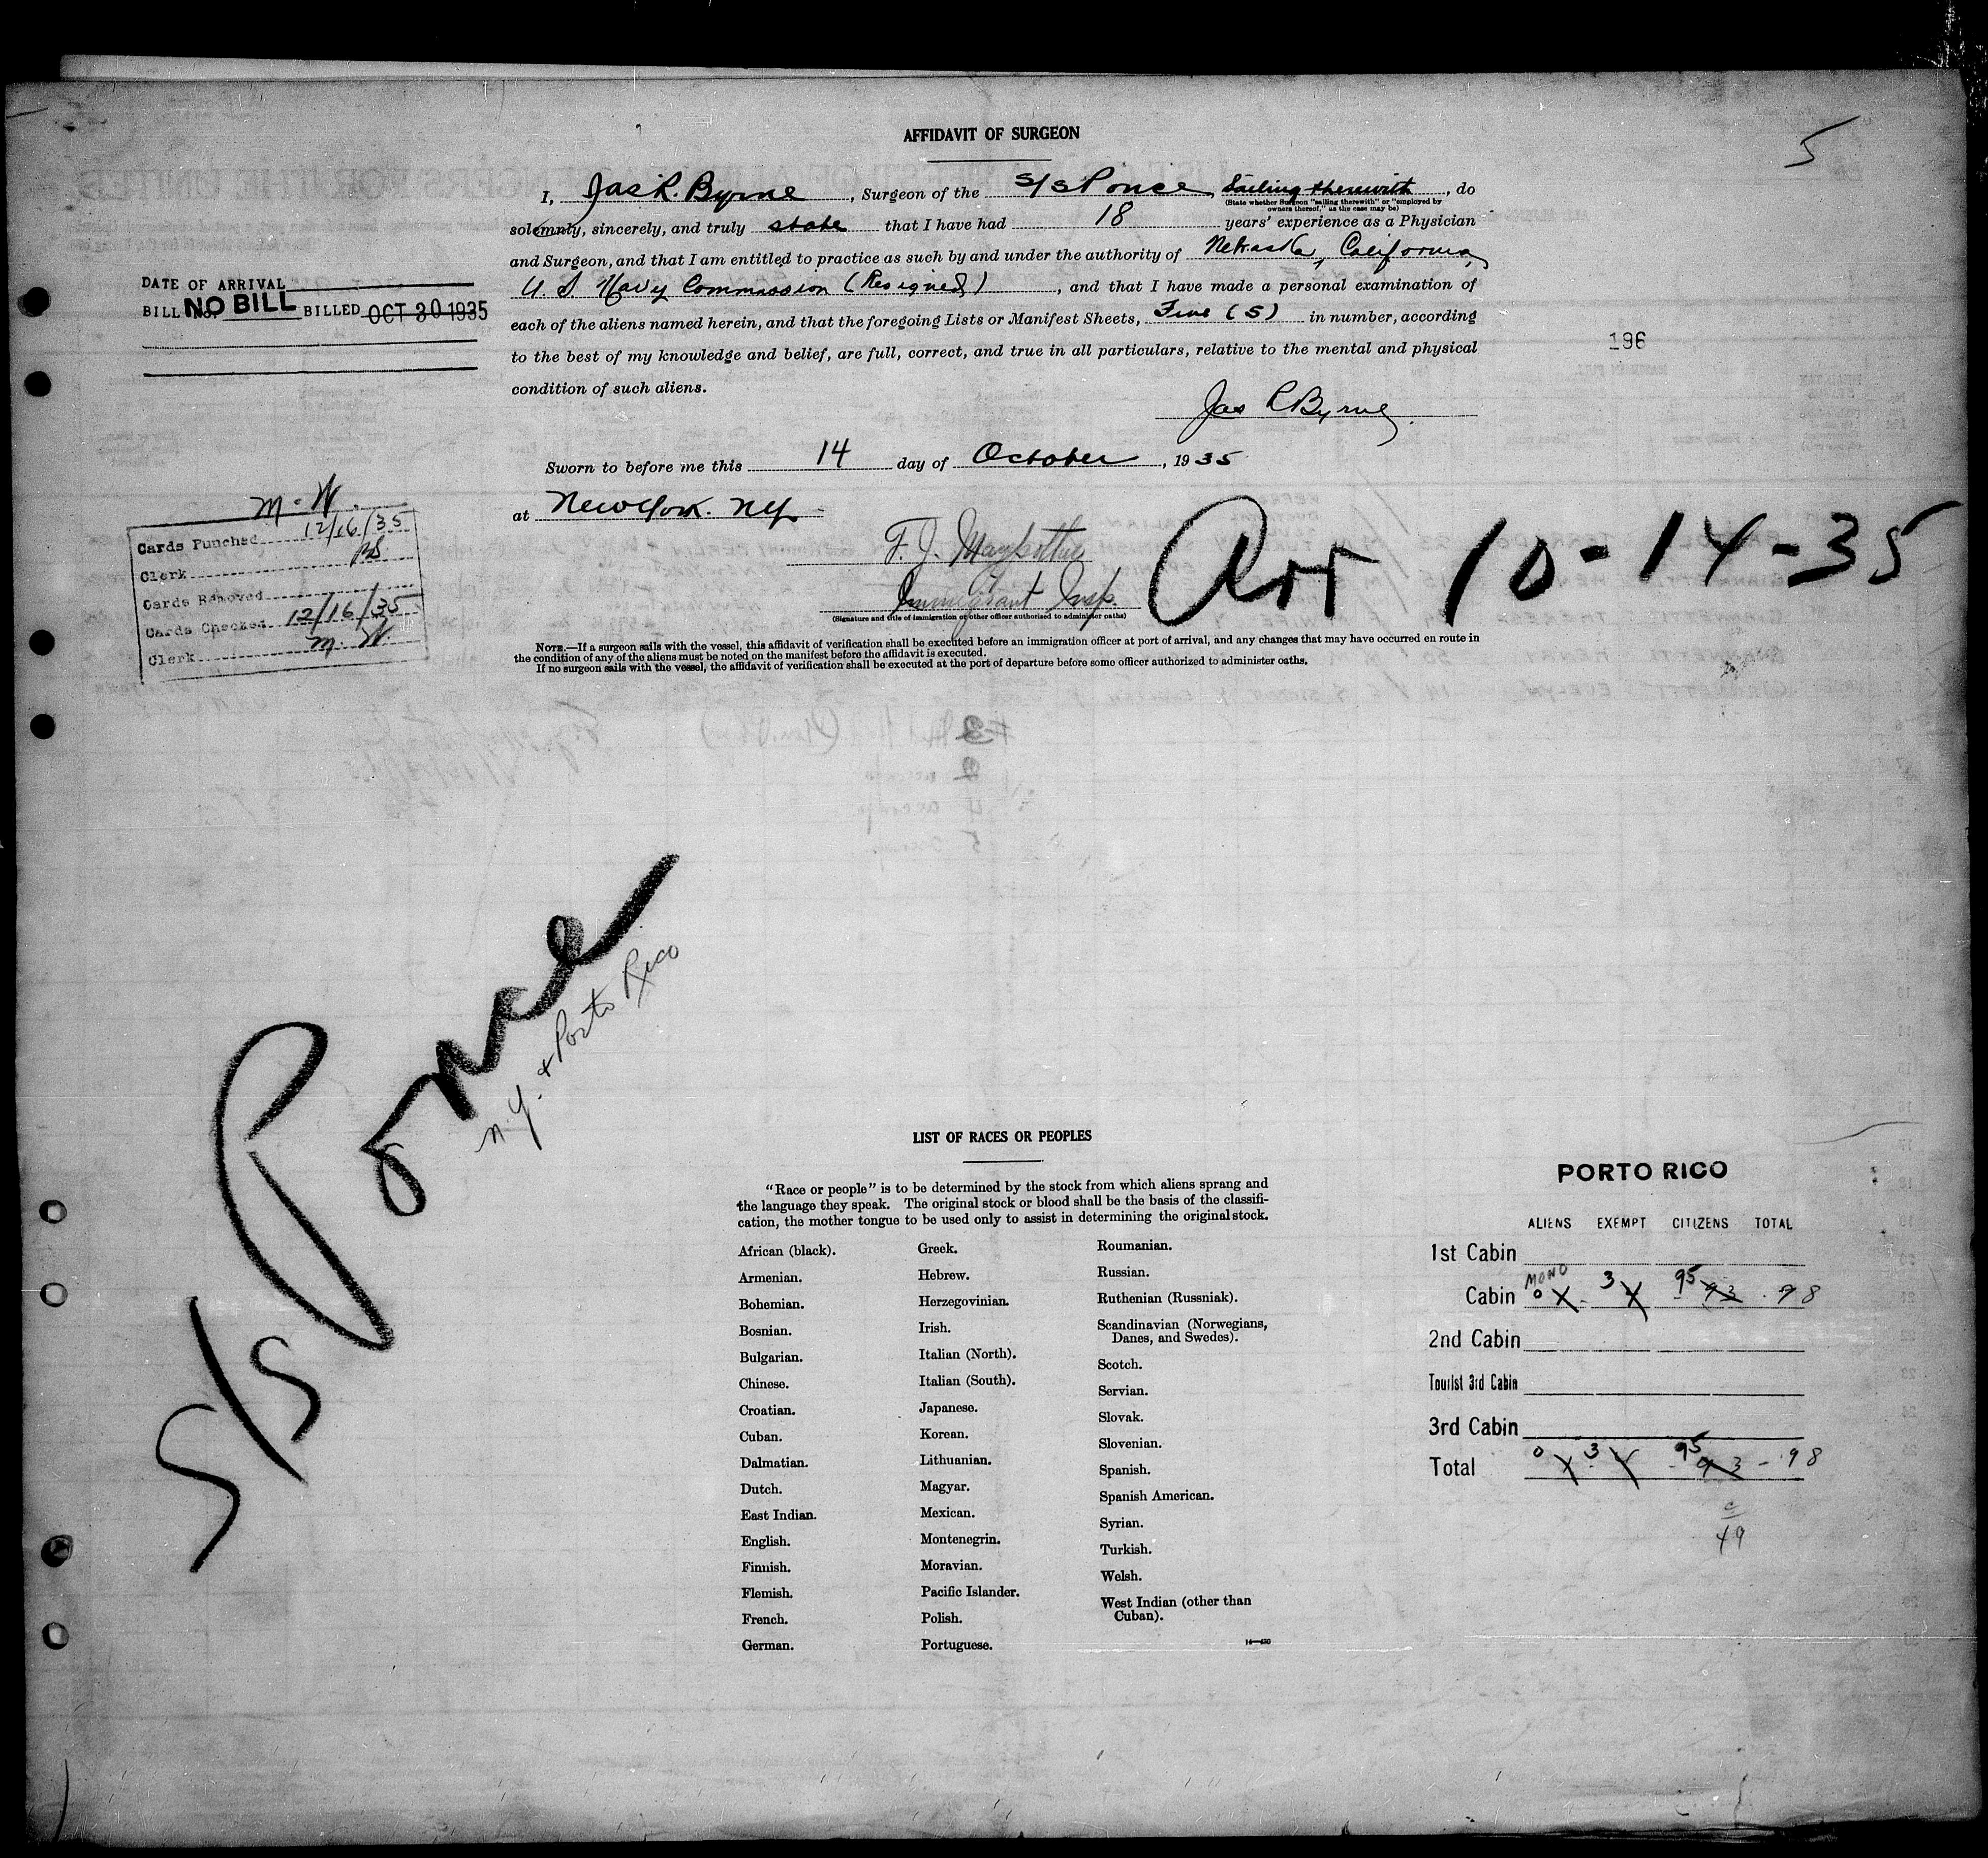 5
AFFIDAVIT OF SURGEON
I, Jas R. Byrne, Surgeon of the S/S Ponce, Sailing therewith, do
(State whether Surgeon "sailing therewith" or "employed by
owners thereof," as the case may be)
solemnly, sincerely, and truly state that I have had 18 years' experience as a Physician
and Surgeon, and that I am entitled to practice as such by and under the authority of Nebraska, California,
U S Navy Commission (Resigned), and that I have made a personal examination of
each of the aliens named herein, and that the foregoing Lists or Manifest Sheets, Five (5) in number, according
to the best of my knowledge and belief, are full, correct, and true in all particulars, relative to the mental and physical
condition of such aliens.
Jas R Byrne
DATE OF ARRIVAL
BILL No. NO BILL BILLED OCT 30 1935
196
Sworn to before me this 14 day of October, 1935
at New York. NY
F. J.
Immigrant Insp.
(Signature and title of immigration or other officer authorized to administer oaths)
Arr 10-14-35
M. W.
Cards Punched 12/16/35
Clerk
Cards Removed
Cards Checked 12/16/35
Clerk M. W.
NOTE.—If a surgeon sails with the vessel, this affidavit of verification shall be executed before an immigration officer at port of arrival, and any changes that may have occurred en route in
the condition of any of the aliens must be noted on the manifest before the affidavit is executed.
If no surgeon sails with the vessel, the affidavit of verification shall be executed at the port of departure before some officer authorized to administer oaths.
S/S Ponce
N.Y. & Porto Rico
LIST OF RACES OR PEOPLES
"Race or people" is to be determined by the stock from which aliens sprang and
the language they speak. The original stock or blood shall be the basis of the classifi-
cation, the mother tongue to be used only to assist in determining the original stock.
African (black).
Armenian.
Bohemian.
Bosnian.
Bulgarian.
Chinese.
Croatian.
Cuban.
Dalmatian.
Dutch.
East Indian.
English.
Finnish.
Flemish.
French.
German.
Greek.
Hebrew.
Herzegovinian.
Irish.
Italian (North).
Italian (South).
Japanese.
Korean.
Lithuanian.
Magyar.
Mexican.
Montenegrin.
Moravian.
Pacific Islander.
Polish.
Portuguese.
Roumanian.
Russian.
Ruthenian (Russniak).
Scandinavian (Norwegians,
Danes, and Swedes).
Scotch.
Servian.
Slovak.
Slovenian.
Spanish.
Spanish American.
Syrian.
Turkish.
Welsh.
West Indian (other than
Cuban).
PORTO RICO
ALIENS EXEMPT CITIZENS TOTAL
1st Cabin
MONO
Cabin 0 3 95 93 98
2nd Cabin
Tourist 3rd Cabin
3rd Cabin
Total 0 3 95 93 - 98
49